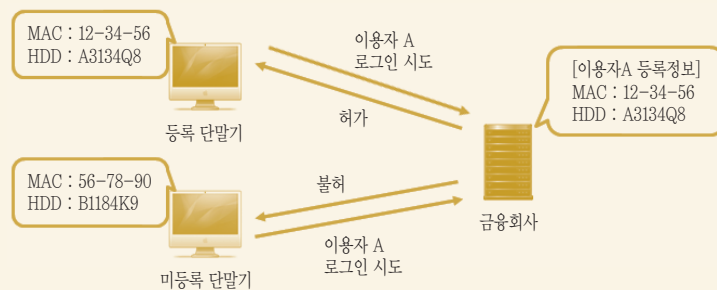 MAC : 12-34-56
HDD : A3134Q8
등록 단말기
이용자 A
로그인 시도
허가
[이용자A 등록정보]
MAC : 12-34-56
HDD : A3134Q8
금융회사
MAC : 56-78-90
HDD : B1184K9
미등록 단말기
불허
이용자 A
로그인 시도